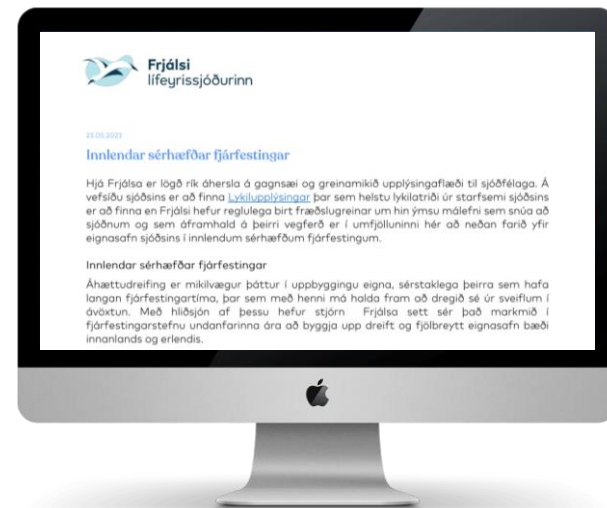 Frjálsi
lífeyrissjóðurinn
23.03.2023
Innlendar sérhæfðar fjárfestingar
Hjá Frjálsa er lögð rík áhersla á gagnsæi og greinamikið upplýsingaflæði til sjóðfélaga. Á
vefsíðu sjóðsins er að finna Lykilupplýsingar þar sem helstu lykilatriði úr starfsemi sjóðsins
er að finna en Frjálsi hefur reglulega birt fræðslugreinar um hin ýmsu málefni sem snúa að
sjóðnum og sem áframhald á þeirri vegferð er í umfjölluninni hér að neðan farið yfir
eignasafn sjóðsins í innlendum sérhæfðum fjárfestingum.
Innlendar sérhæfðar fjárfestingar
Áhættudreifing er mikilvægur þáttur í uppbyggingu eigna, sérstaklega þeirra sem hafa
langan fjárfestingartíma, þar sem með henni má halda fram að dregið sé úr sveiflum í
ávöxtun. Með hliðsjón af þessu hefur stjórn Frjálsa sett sér það markmið í
fjárfestingarstefnu undanfarinna ára að byggja upp dreift og fjölbreytt eignasafn bæði
innanlands og erlendis.